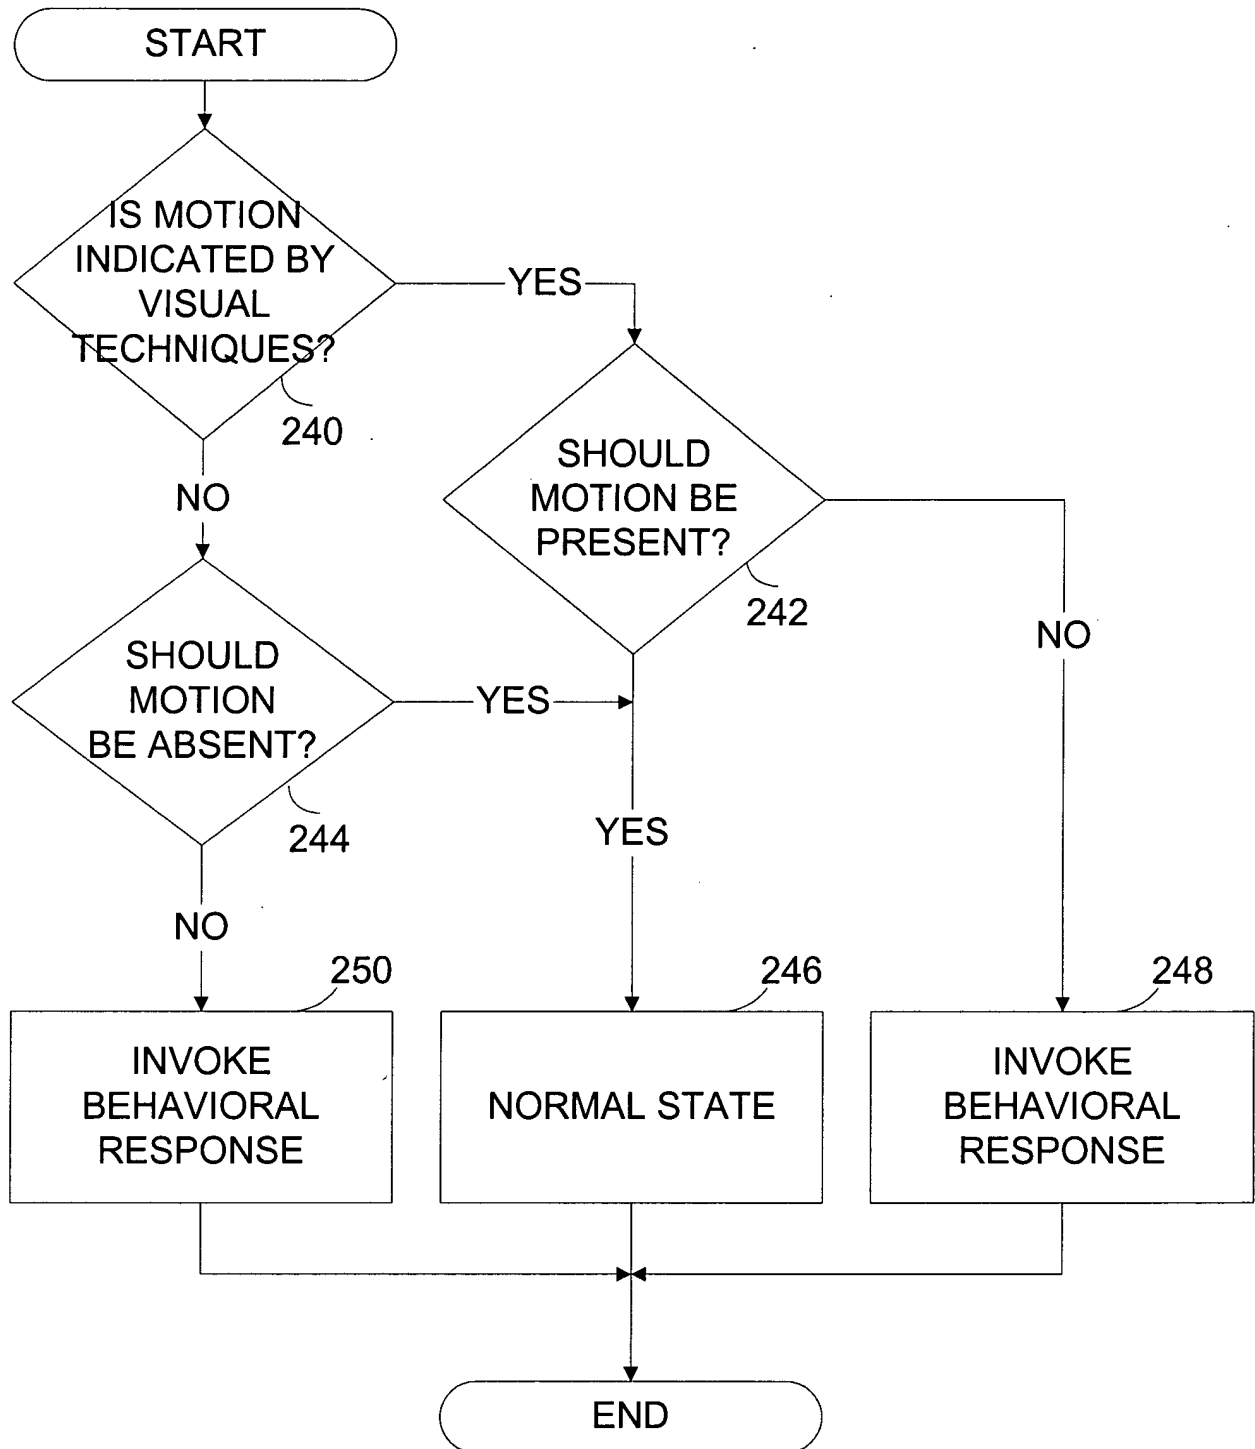 START
IS MOTION
INDICATED BY
VISUAL
TECHNIQUES?
YES
240
SHOULD
MOTION BE
PRESENT?
NO
242
NO
SHOULD
MOTION
BE ABSENT?
YES
244
YES
NO
250
246
248
INVOKE
BEHAVIORAL
RESPONSE
NORMAL STATE
INVOKE
BEHAVIORAL
RESPONSE
END